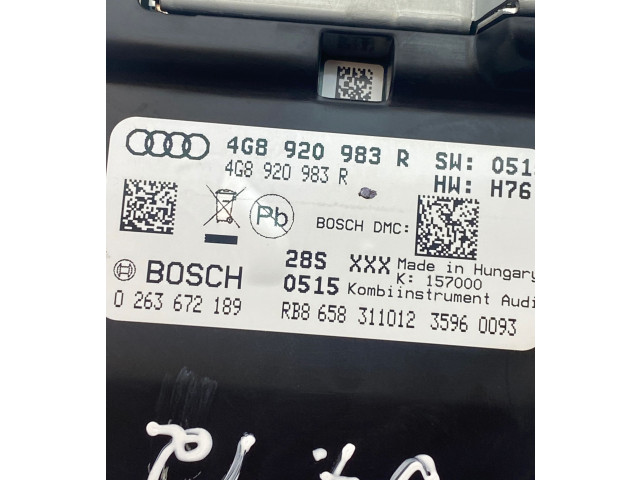 4G8 920 983 R SW: 051
4G8 920 983 R HW: H76
Pb
BOSCH DMC:
BOSCH
28S XXX Made in Hungary
K: 157000
0515 Kombiinstrument Audi
0 263 672 189 RB8 658 311012 3596 0093